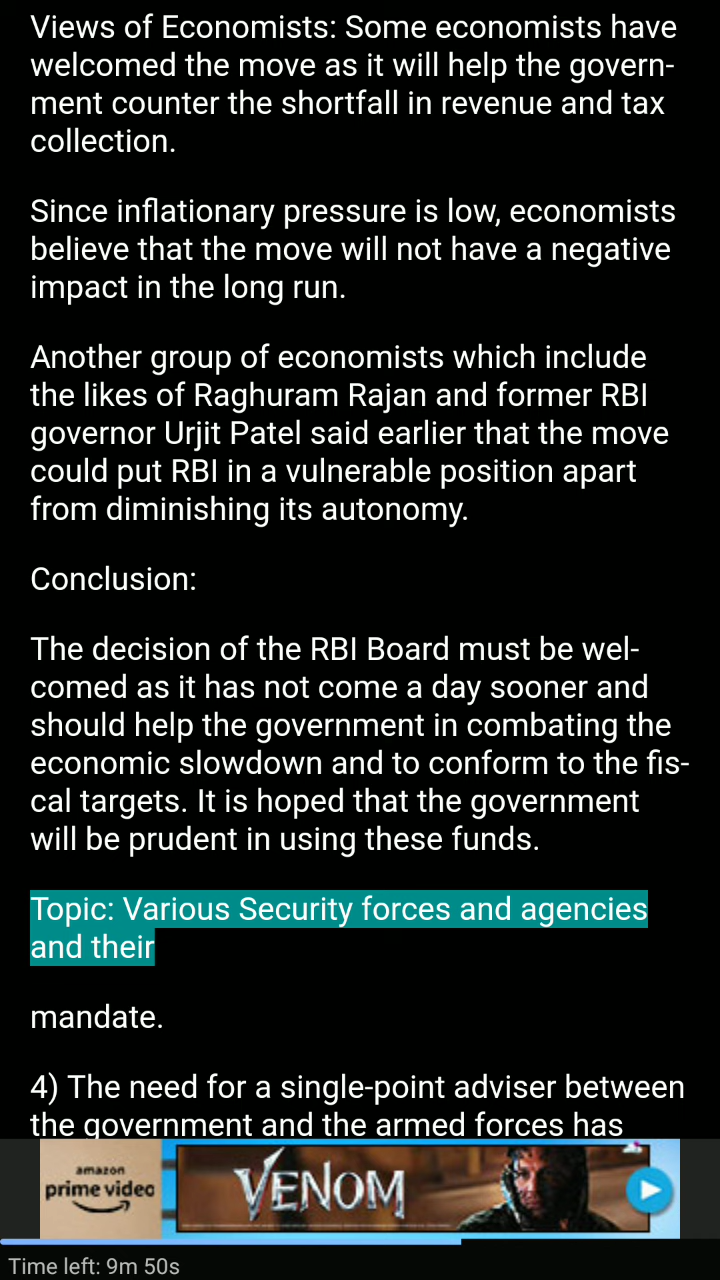 Views of Economists: Some economists have
welcomed the move as it will help the govern-
ment counter the shortfall in revenue and tax
collection.
Since inflationary pressure is low, economists
believe that the move will not have a negative
impact in the long run.
Another group of economists which include
the likes of Raghuram Rajan and former RBI
governor Urjit Patel said earlier that the move
could put RBI in a vulnerable position apart
from diminishing its autonomy.
Conclusion:
The decision of the RBI Board must be wel-
comed as it has not come a day sooner and
should help the government in combating the
economic slowdown and to conform to the fis-
cal targets. It is hoped that the government
will be prudent in using these funds.
Topic: Various Security forces and agencies
and their
mandate.
4) The need for a single-point adviser between
the government and the armed forces has
amazon
prime video
VENOM
Time left: 9m 50s